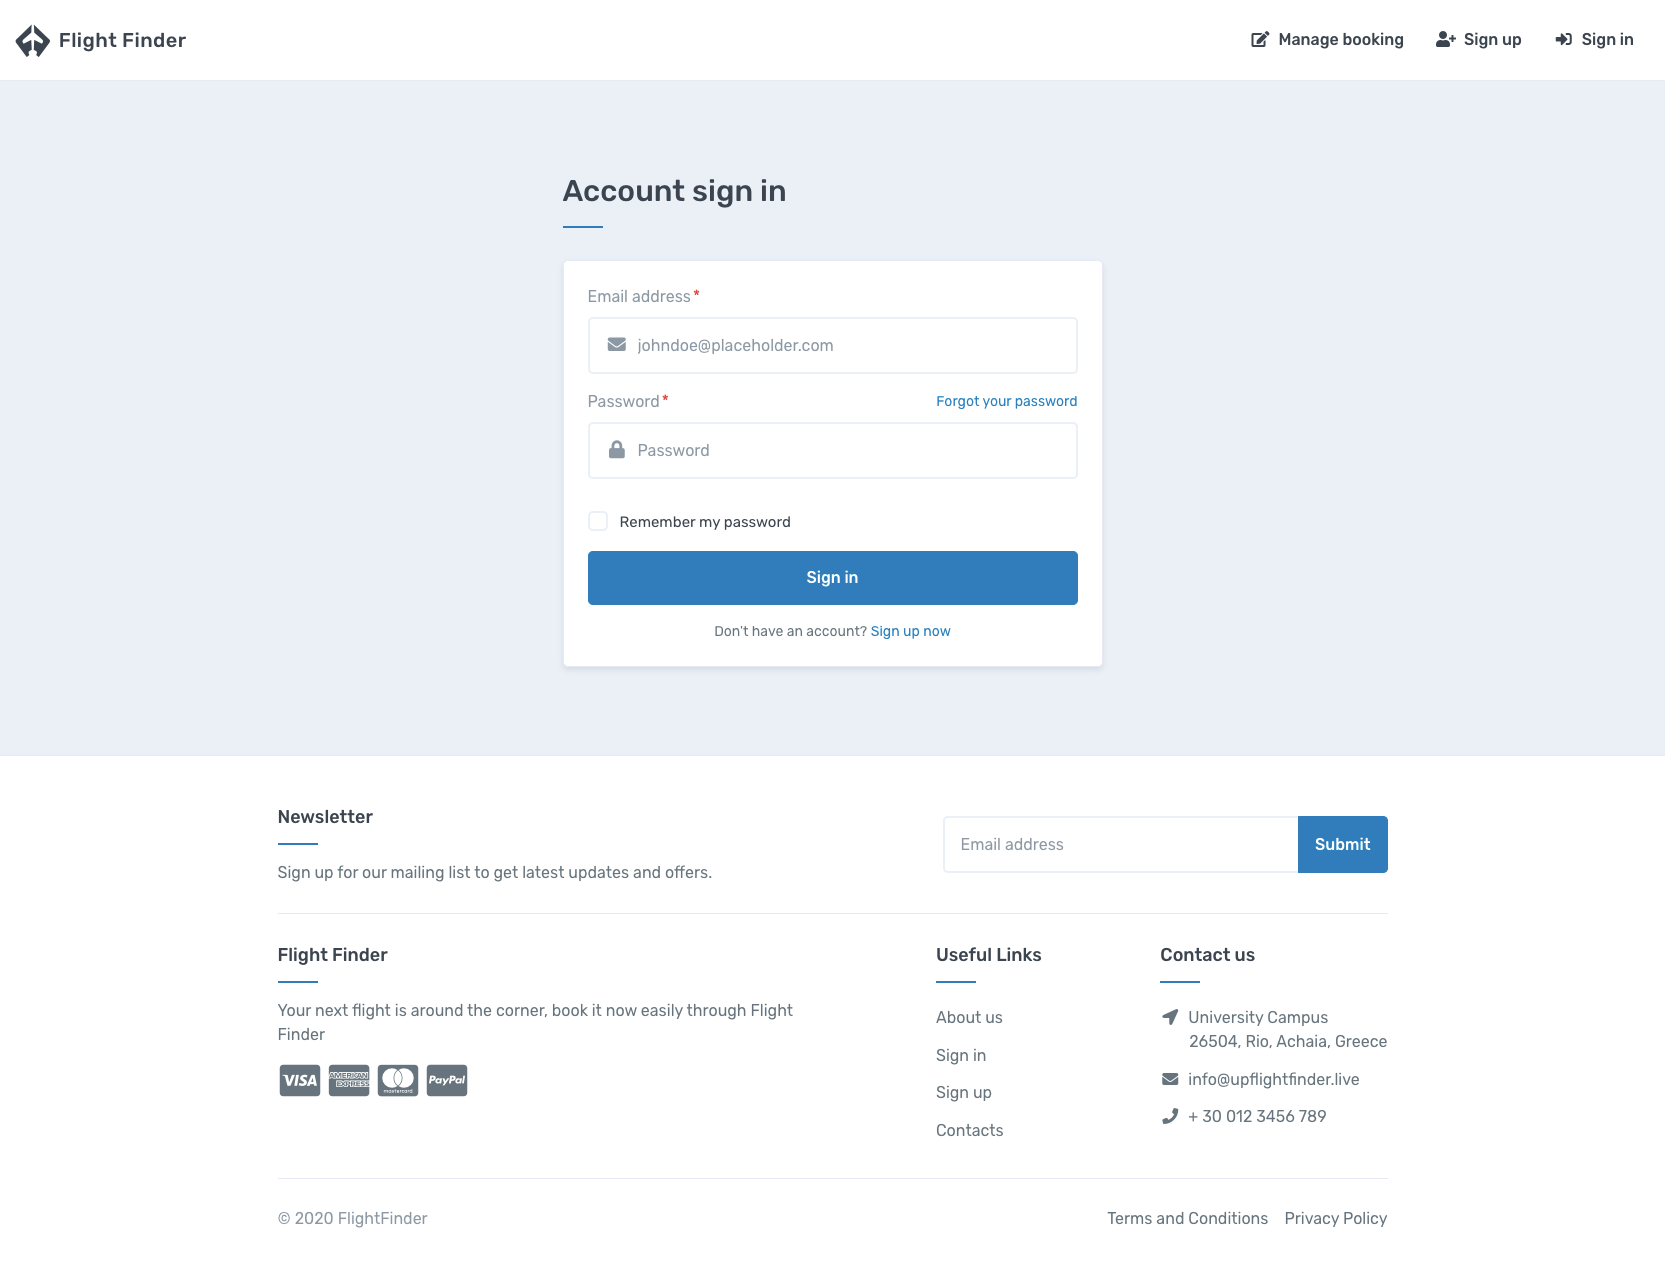 Flight Finder
Manage booking
Sign up
Sign in
Account sign in
Email address*
johndoe@placeholder.com
Password*
Forgot your password
Password
Remember my password
Sign in
Don't have an account? Sign up now
Newsletter
Sign up for our mailing list to get latest updates and offers.
Email address
Submit
Flight Finder
Your next flight is around the corner, book it now easily through Flight
Finder
VISA
AMERICAN
EXPRESS
mastercard
PayPal
Useful Links
About us
Sign in
Sign up
Contacts
Contact us
University Campus
26504, Rio, Achaia, Greece
info@upflightfinder.live
+ 30 012 3456 789
© 2020 FlightFinder
Terms and Conditions
Privacy Policy